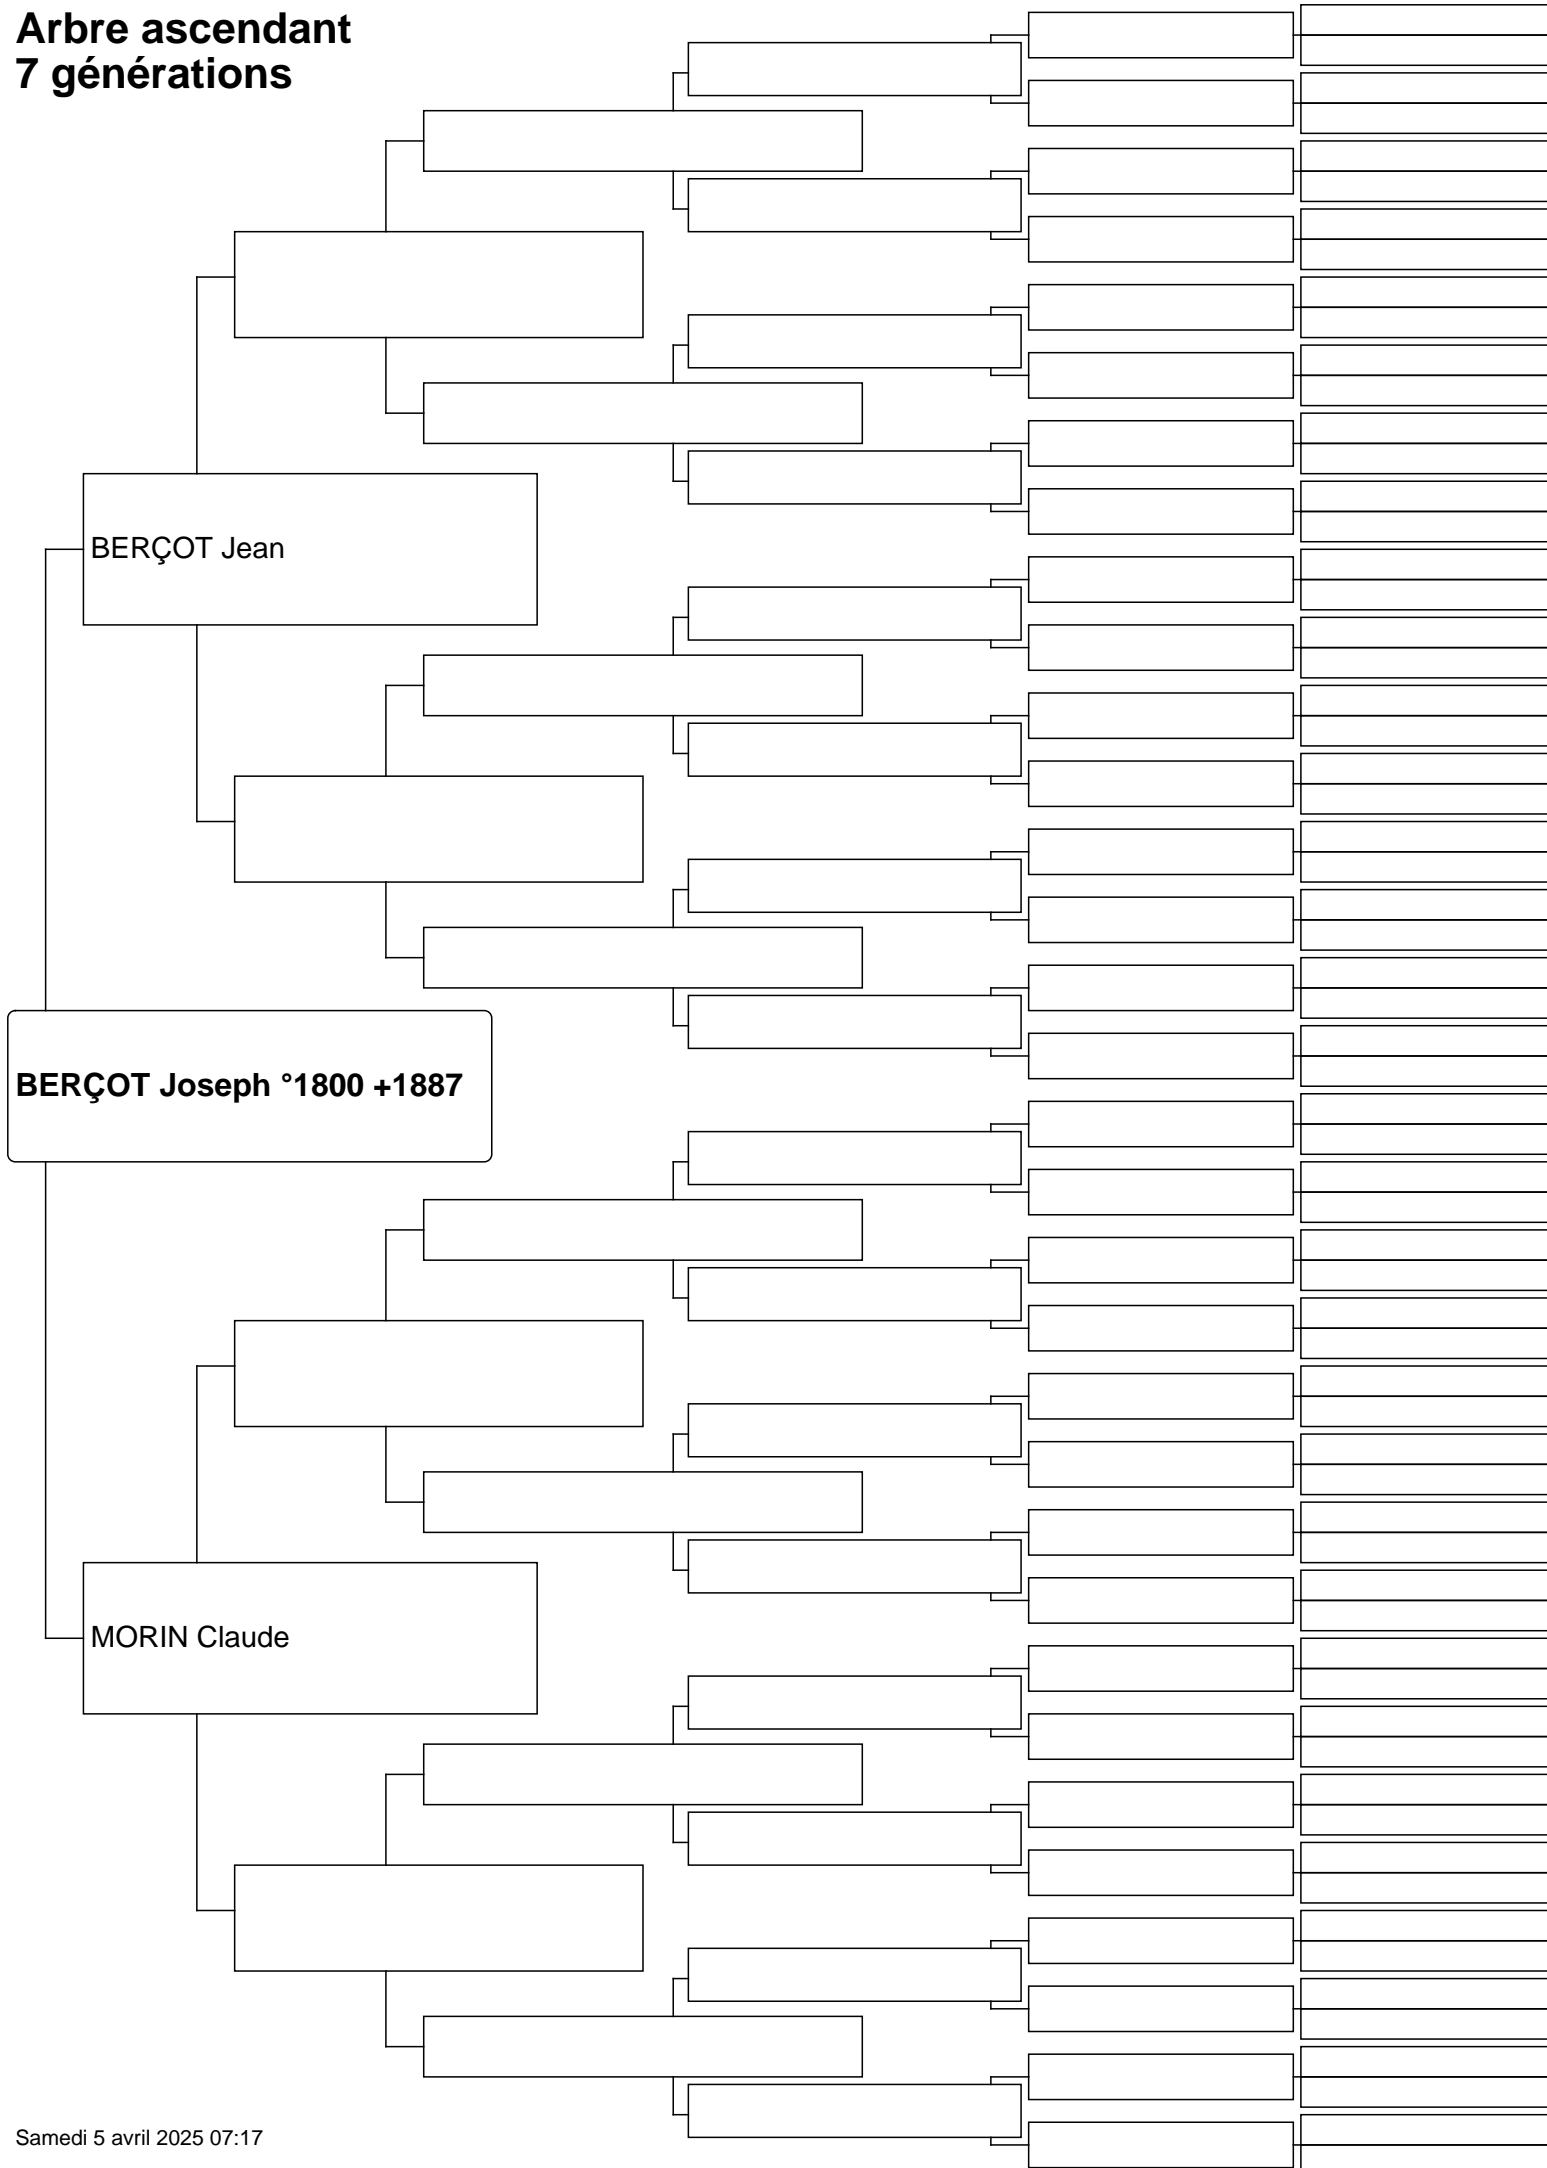 Arbre ascendant
7 générations
BERÇOT Jean
BERÇOT Joseph °1800 +1887
MORIN Claude
Samedi 5 avril 2025 07:17